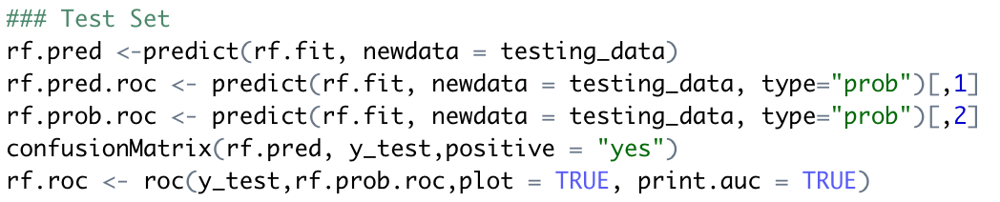 ### Test Set
rf.pred <-predict(rf.fit, newdata = testing_data)
rf.pred.roc <- predict(rf.fit, newdata = testing_data, type="prob")[,1]
rf.prob.roc <- predict(rf.fit, newdata = testing_data, type="prob")[,2]
confusionMatrix(rf.pred, y_test,positive = "yes")
rf.roc <- roc(y_test,rf.prob.roc,plot = TRUE, print.auc = TRUE)